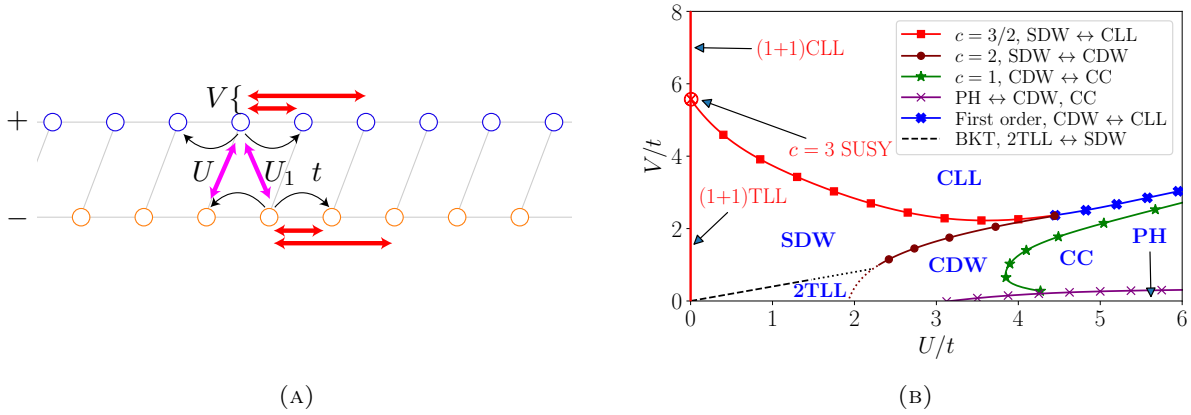 +
−
V{
U
U₁
t
(A)
V/t
8
6
4
2
0
0
1
2
3
4
5
6
U/t
(1+1)CLL
c = 3 SUSY
(1+1)TLL
CLL
SDW
CDW
CC
PH
2TLL
c = 3/2, SDW ↔ CLL
c = 2, SDW ↔ CDW
c = 1, CDW ↔ CC
PH ↔ CDW, CC
First order, CDW ↔ CLL
BKT, 2TLL ↔ SDW
(B)